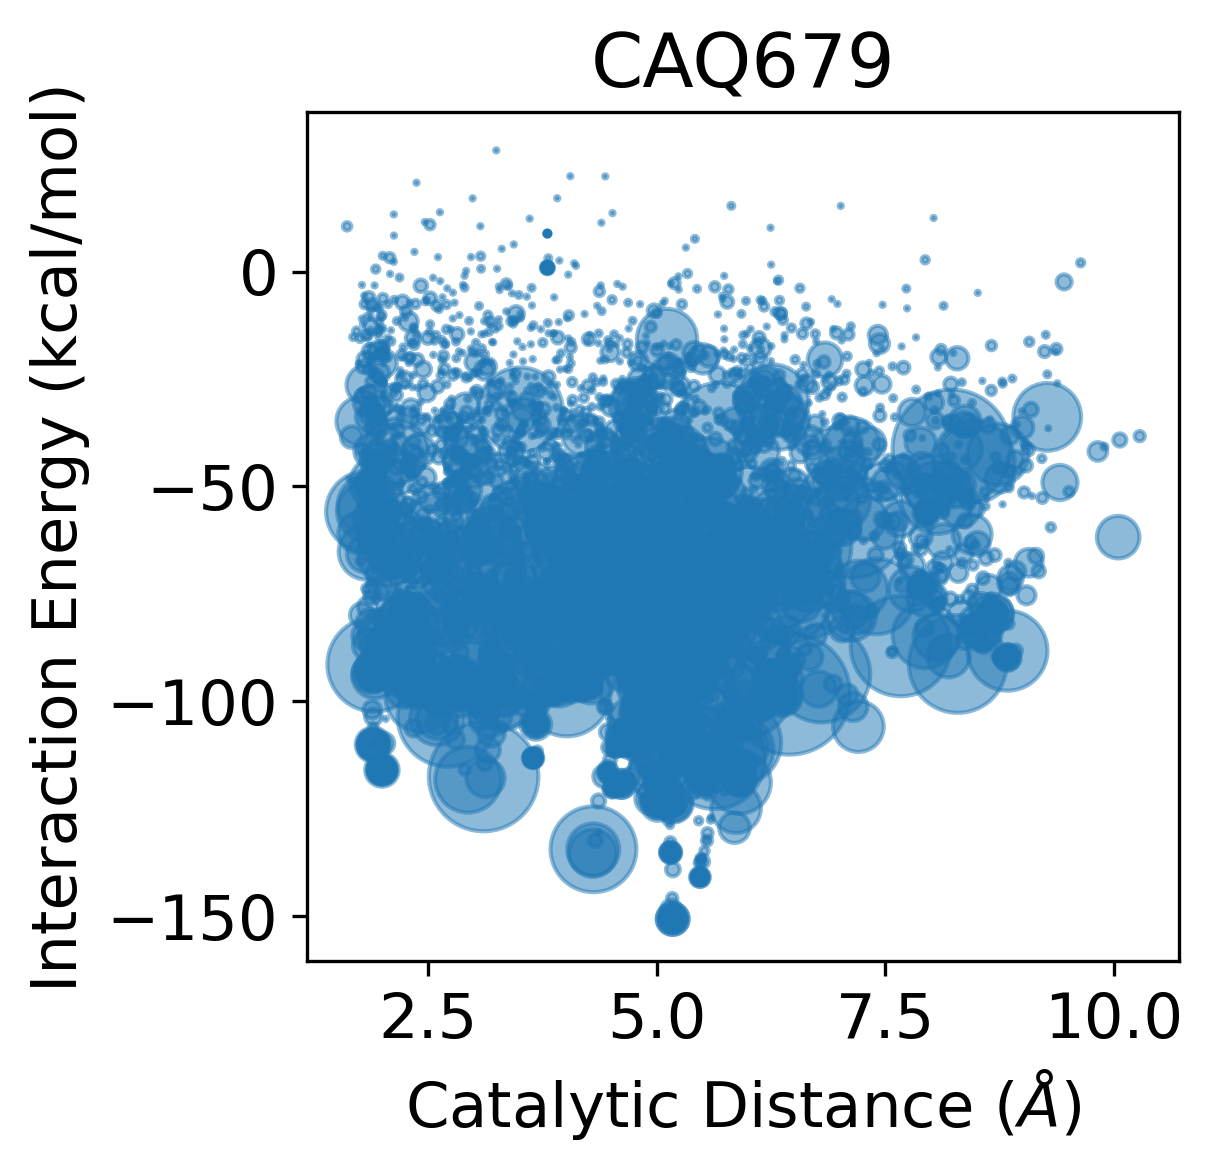 CAQ679
Interaction Energy (kcal/mol)
0
−50
−100
−150
2.5
5.0
7.5
10.0
Catalytic Distance (Å)